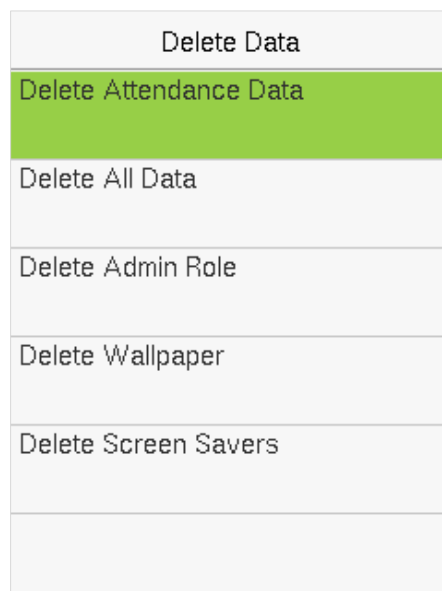 Delete Data
Delete Attendance Data
Delete All Data
Delete Admin Role
Delete Wallpaper
Delete Screen Savers